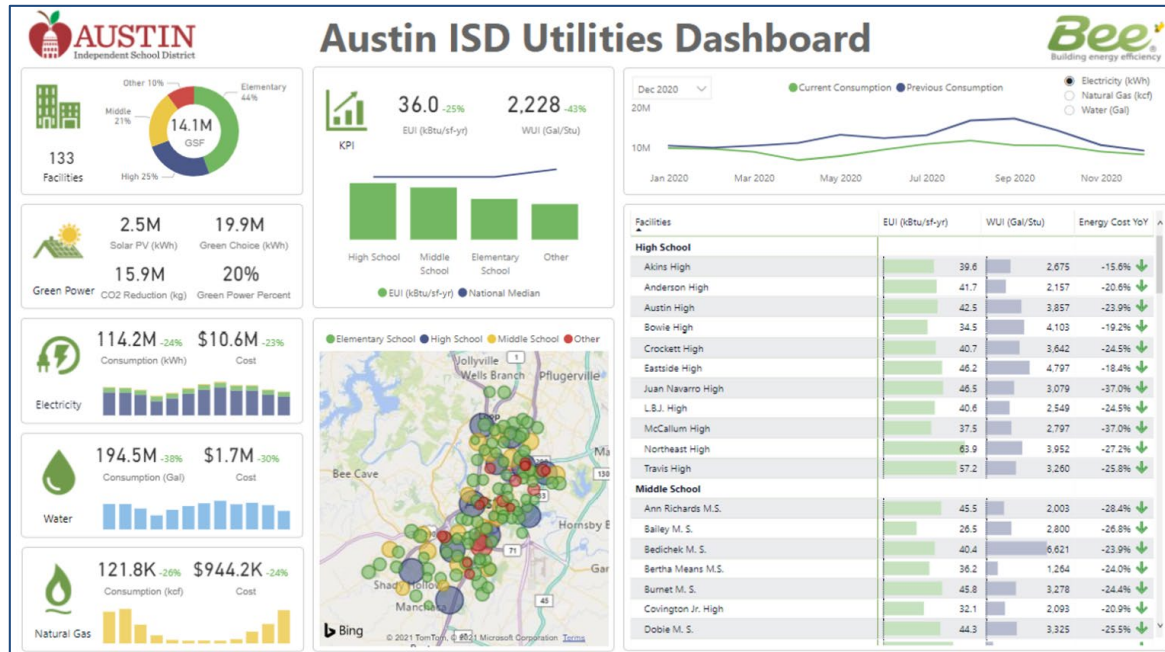 AUSTIN
Independent School District
Austin ISD Utilities Dashboard
Bee
®
Building energy efficiency
Other 10%
Elementary
44%
Middle
21%
14.1M
GSF
High 25%
133
Facilities
36.0 -25%
EUI (kBtu/sf-yr)
2,228 -43%
WUI (Gal/Stu)
KPI
High School
Middle
School
Elementary
School
Other
EUI (kBtu/sf-yr) National Median
Dec 2020
Current Consumption Previous Consumption
Electricity (kWh)
Natural Gas (kcf)
Water (Gal)
20M
10M
Jan 2020 Mar 2020 May 2020 Jul 2020 Sep 2020 Nov 2020
2.5M
Solar PV (kWh)
19.9M
Green Choice (kWh)
15.9M
CO2 Reduction (kg)
20%
Green Power Percent
Green Power
114.2M -24%
Consumption (kWh)
$10.6M -23%
Cost
Electricity
194.5M -38%
Consumption (Gal)
$1.7M -30%
Cost
Water
121.8K -26%
Consumption (kcf)
$944.2K -24%
Cost
Natural Gas
Elementary School High School Middle School Other
Jollyville
1
Wells Branch Pflugerville
Loop
Bee Cave
Ma
130
Hornsby B
71
Gar
Shady Hollow
Manchaca
45
Bing
© 2021 TomTom, © 2021 Microsoft Corporation Terms
Facilities EUI (kBtu/sf-yr) WUI (Gal/Stu) Energy Cost YoY
High School
Akins High 39.6 2,675 -15.6%
Anderson High 41.7 2,157 -20.6%
Austin High 42.5 3,857 -23.9%
Bowie High 34.5 4,103 -19.2%
Crockett High 40.7 3,642 -24.5%
Eastside High 46.2 4,797 -18.4%
Juan Navarro High 46.5 3,079 -37.0%
L.B.J. High 40.6 2,549 -24.5%
McCallum High 37.5 2,797 -37.0%
Northeast High 63.9 3,952 -27.2%
Travis High 57.2 3,260 -25.8%
Middle School
Ann Richards M.S. 45.5 2,003 -28.4%
Bailey M. S. 26.5 2,800 -26.8%
Bedichek M. S. 40.4 6,621 -23.9%
Bertha Means M.S. 36.2 1,264 -24.0%
Burnet M. S. 45.8 3,278 -24.4%
Covington Jr. High 32.1 2,093 -20.9%
Dobie M. S. 44.3 3,325 -25.5%